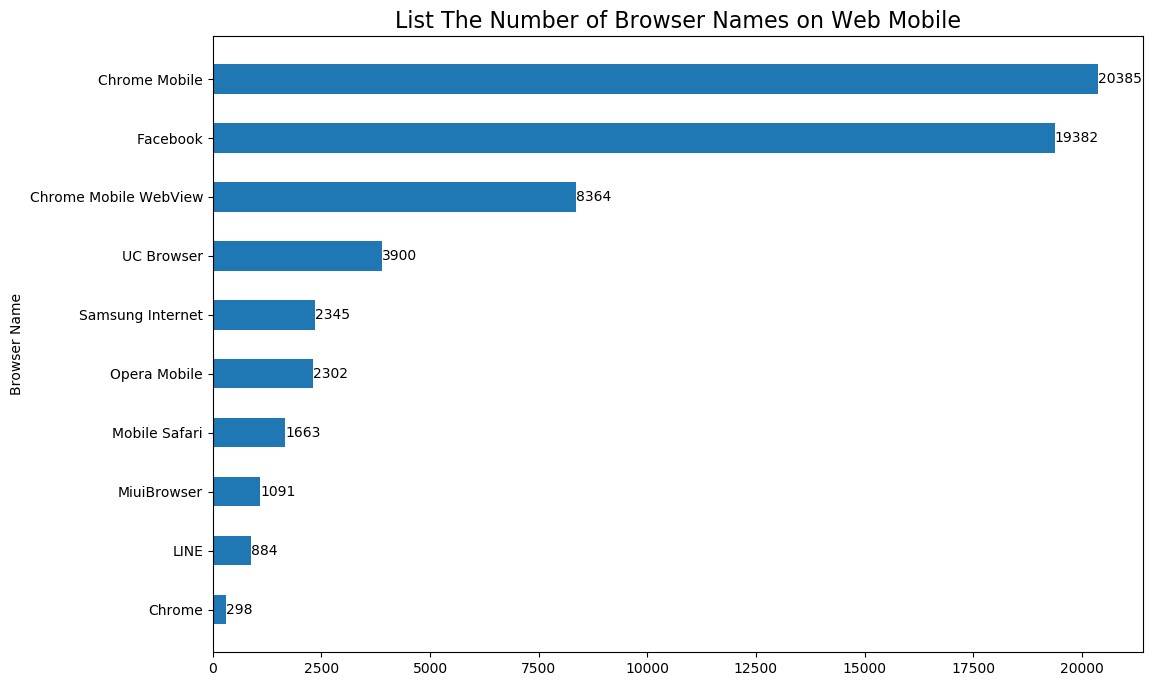 List The Number of Browser Names on Web Mobile
Browser Name
Chrome Mobile 20385
Facebook 19382
Chrome Mobile WebView 8364
UC Browser 3900
Samsung Internet 2345
Opera Mobile 2302
Mobile Safari 1663
MiuiBrowser 1091
LINE 884
Chrome 298
0 2500 5000 7500 10000 12500 15000 17500 20000